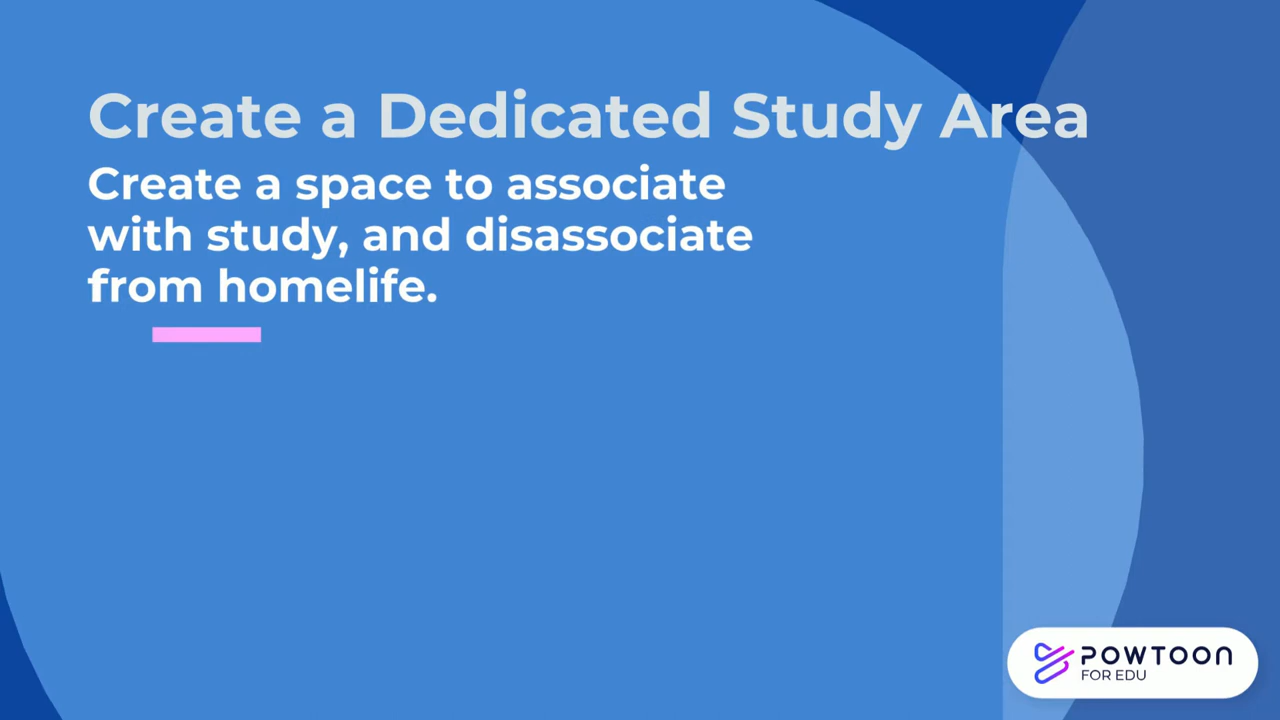 Create a Dedicated Study Area
Create a space to associate
with study, and disassociate
from homelife.
POWTOON
FOR EDU